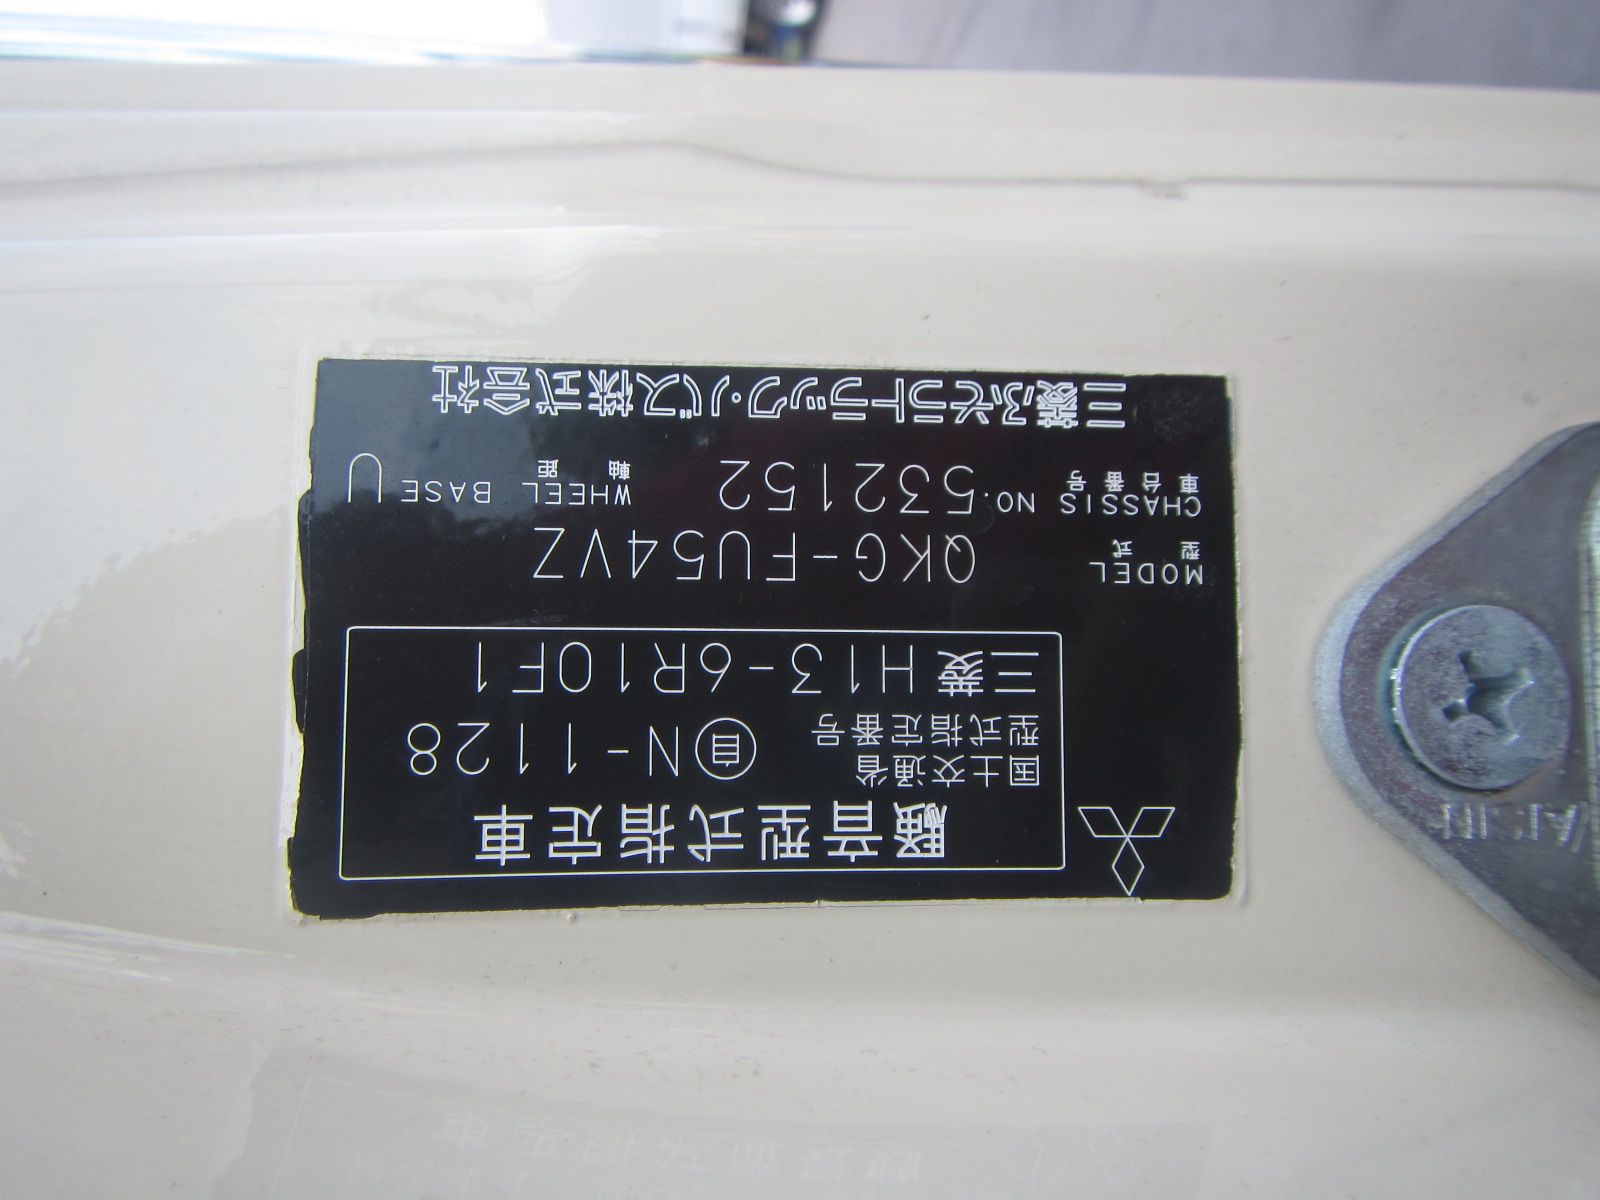 騒音型式指定車
国土交通省
型式指定番号 自N-1128
三菱 H13-6R10F1
MODEL 型式 QKG-FU54VZ
CHASSIS NO. 車台番号 532152 WHEEL BASE 軸距 U
三菱ふそうトラック・バス株式会社